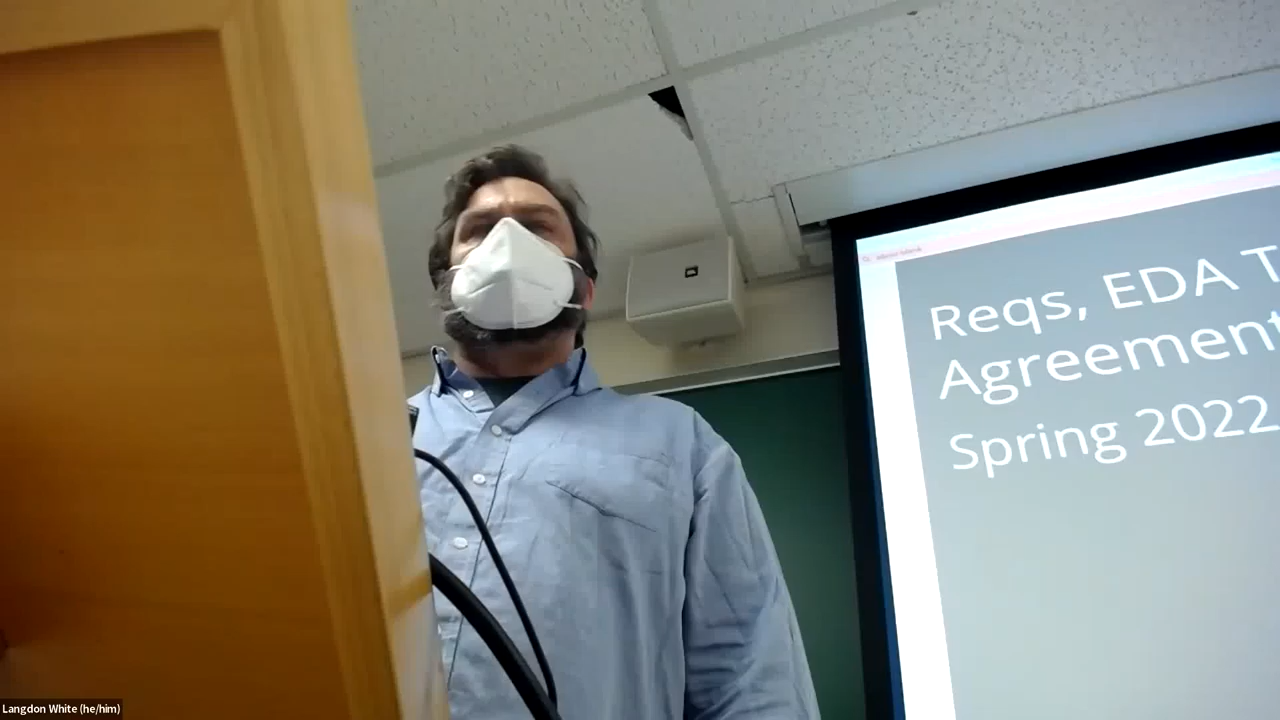 Reqs, EDA T
Agreement
Spring 2022
Langdon White (he/him)